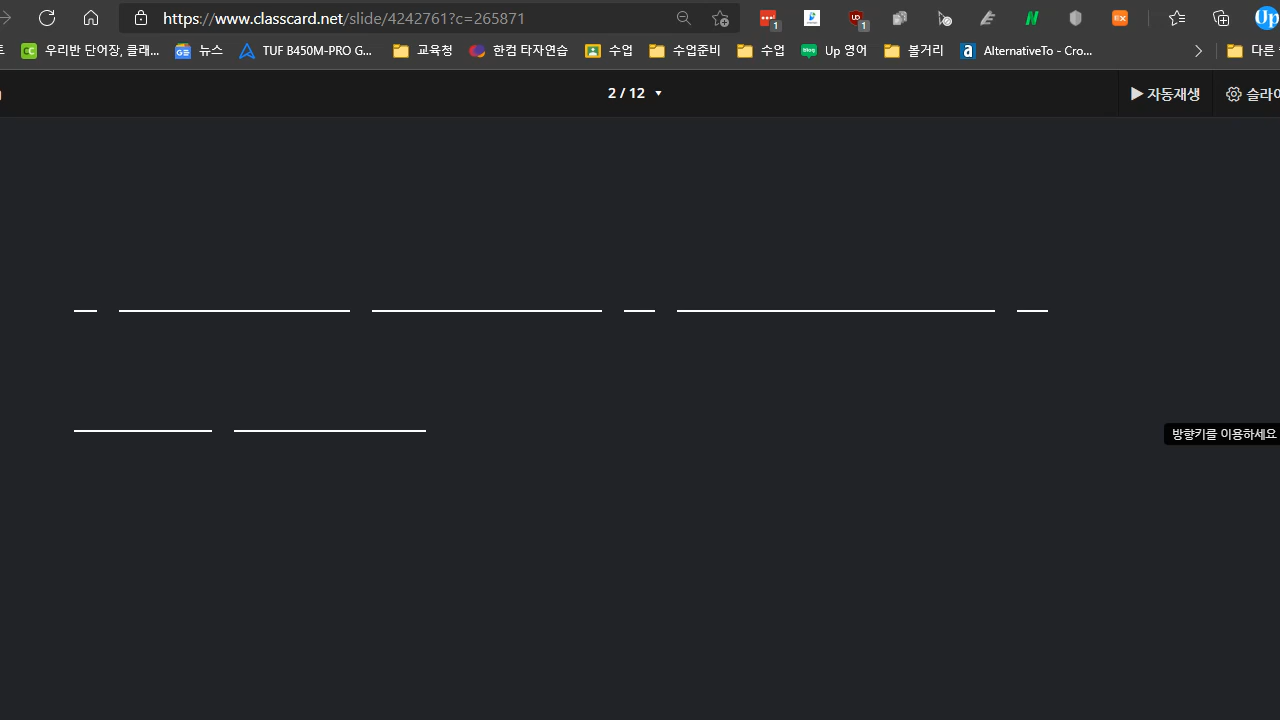 https://www.classcard.net/slide/4242761?c=265871
우리반 단어장, 클래... 뉴스 TUF B450M-PRO G... 교육청 한컴 타자연습 수업 수업준비 수업 Up 영어 볼거리 AlternativeTo - Cro... 다른
2 / 12 자동재생 슬라이
방향키를 이용하세요